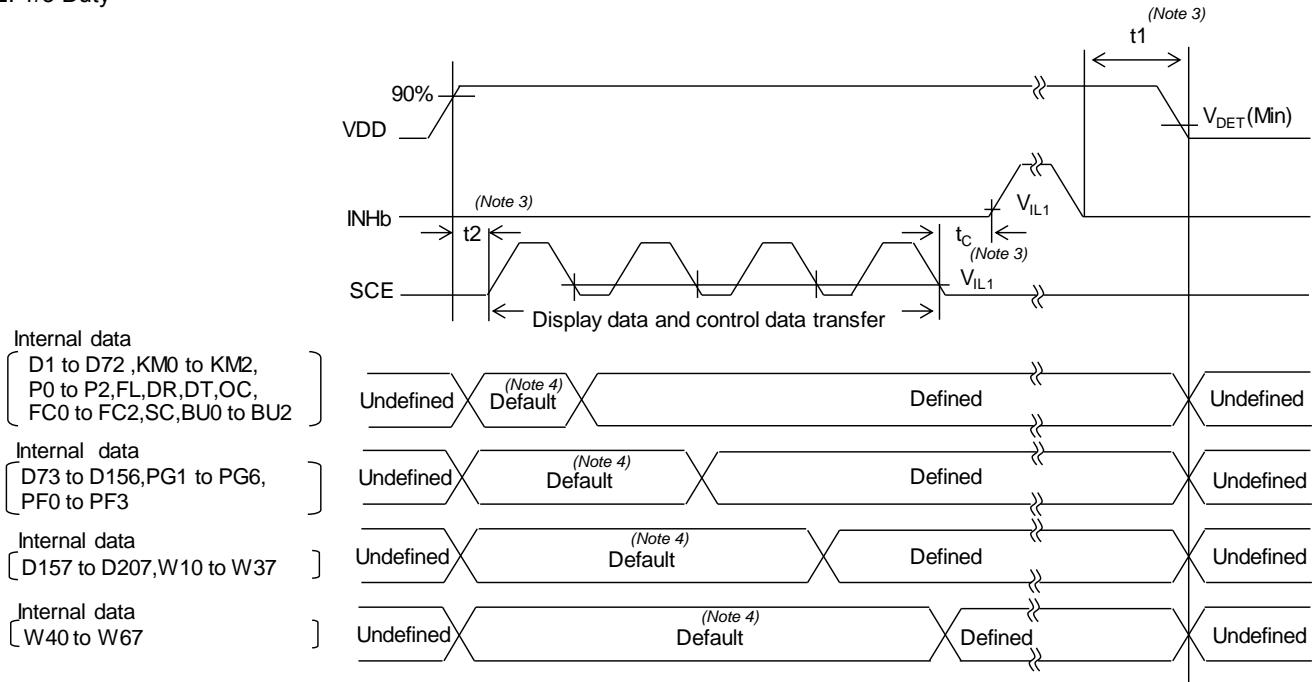 1/3 Duty
(Note 3)
t1
90%
VDD
VDET(Min)
(Note 3)
INHb
VIL1
t2
tC
(Note 3)
SCE
VIL1
Display data and control data transfer
Internal data
D1 to D72 ,KM0 to KM2,
P0 to P2,FL,DR,DT,OC,
FC0 to FC2,SC,BU0 to BU2
Undefined
(Note 4)
Default
Defined
Undefined
Internal data
D73 to D156,PG1 to PG6,
PF0 to PF3
Undefined
(Note 4)
Default
Defined
Undefined
Internal data
D157 to D207,W10 to W37
Undefined
(Note 4)
Default
Defined
Undefined
Internal data
W40 to W67
Undefined
(Note 4)
Default
Defined
Undefined